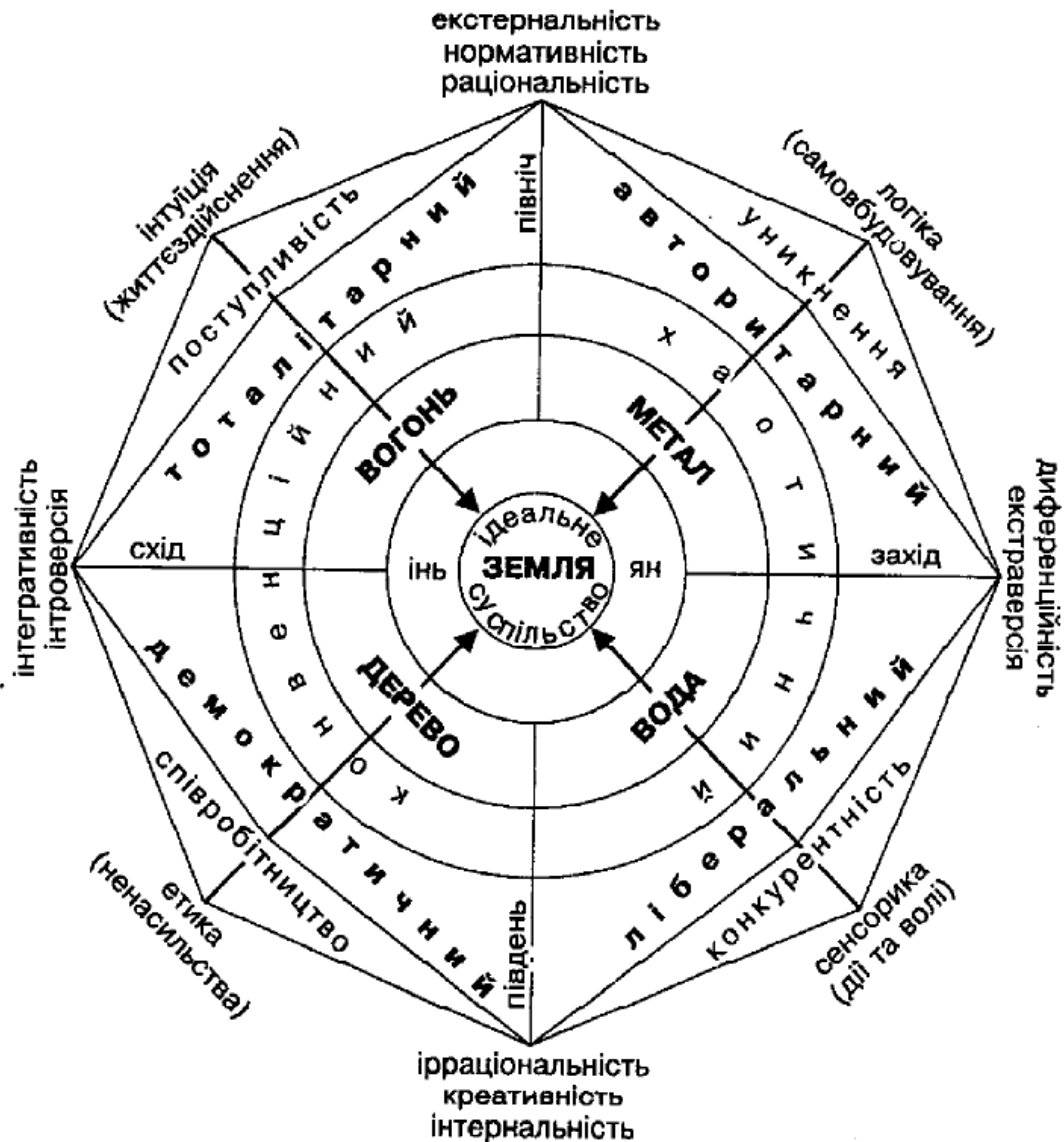 екстернальність
нормативність
раціональність
інтуїція
(життєздійснення)
логіка
(самовбудовування)
поступливість
тоталітарний
північ
авторитарний
уникнення
конвенційний
хаотичний
ВОГОНЬ
МЕТАЛ
інтегративність
інтроверсія
схід
інь
ідеальне
ЗЕМЛЯ
суспільство
ян
захід
диференційність
екстраверсія
ДЕРЕВО
ВОДА
демократичний
ліберальний
співробітництво
південь
конкурентність
етика
(ненасильства)
сенсорика
(дії та волі)
ірраціональність
креативність
інтернальність